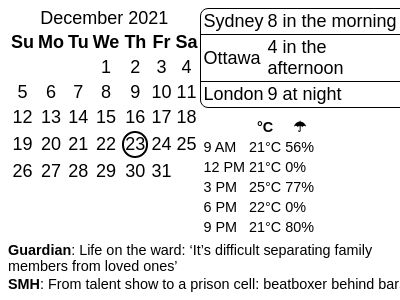 December 2021
Su Mo Tu We Th Fr Sa
1 2 3 4
5 6 7 8 9 10 11
12 13 14 15 16 17 18
19 20 21 22 23 24 25
26 27 28 29 30 31
Sydney 8 in the morning
Ottawa 4 in the
afternoon
London 9 at night
°C ☂
9 AM 21°C 56%
12 PM 21°C 0%
3 PM 25°C 77%
6 PM 22°C 0%
9 PM 21°C 80%
Guardian: Life on the ward: ‘It’s difficult separating family
members from loved ones’
SMH: From talent show to a prison cell: beatboxer behind bar